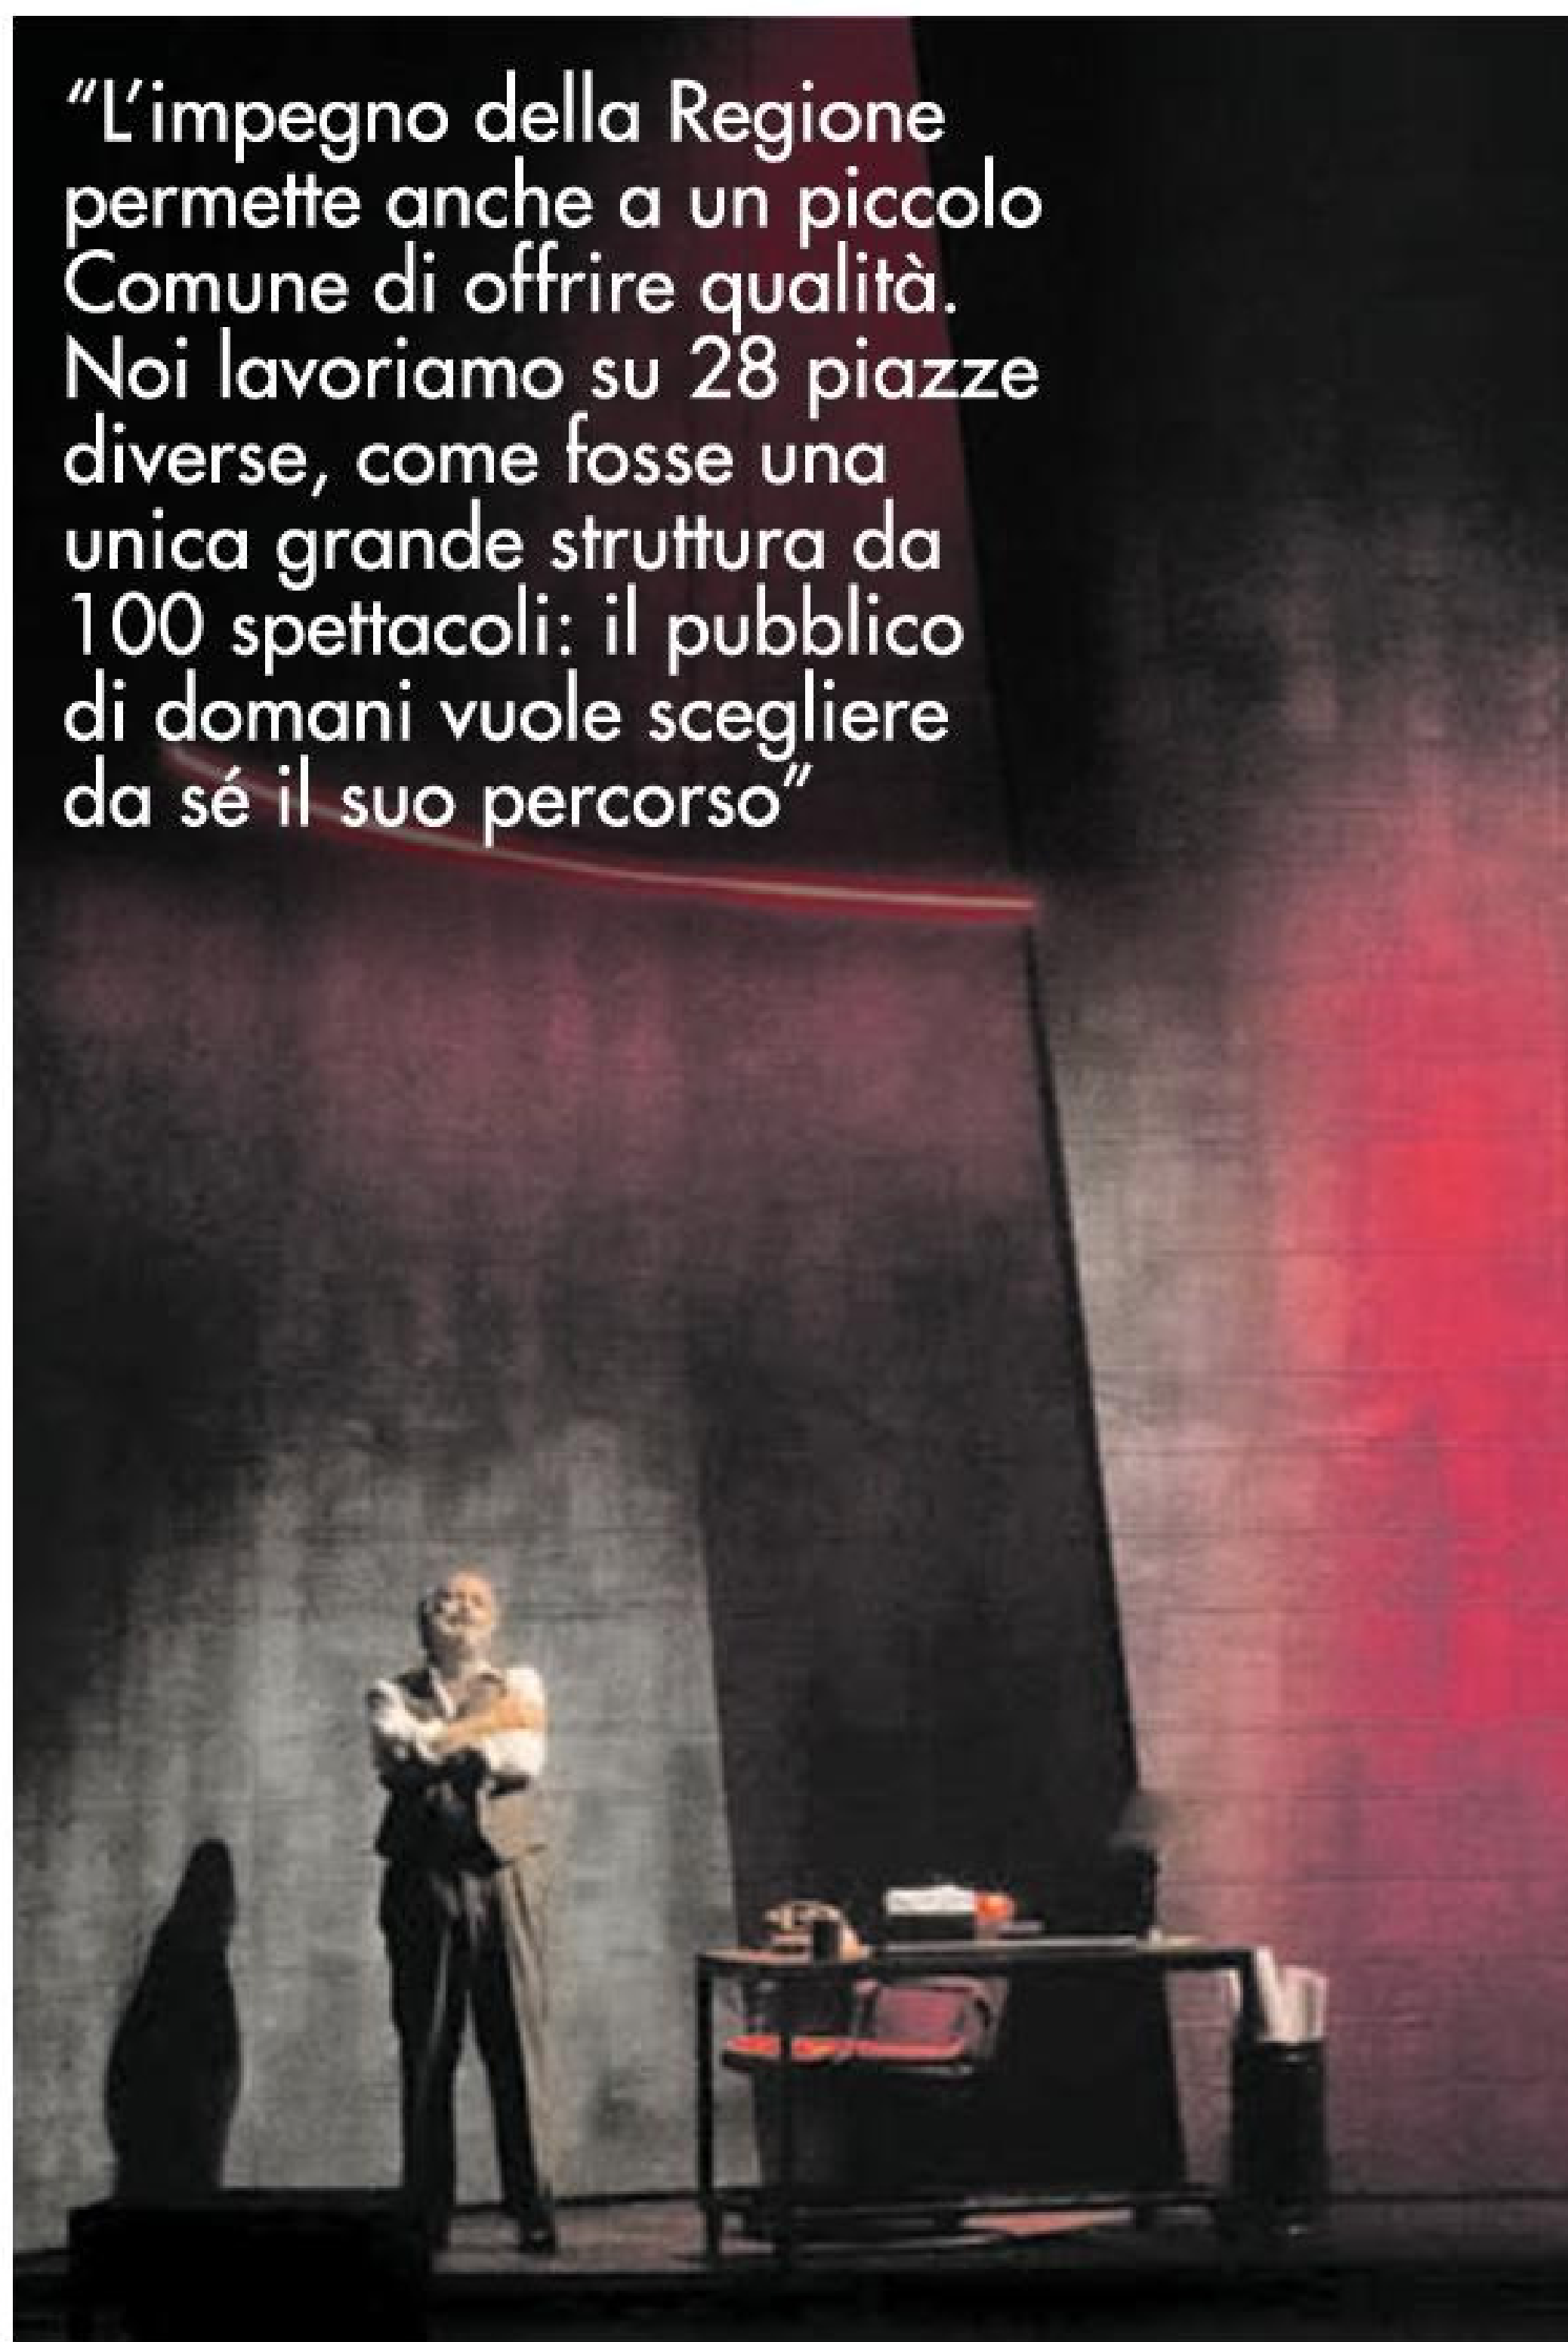 “L’impegno della Regione
permette anche a un piccolo
Comune di offrire qualità.
Noi lavoriamo su 28 piazze
diverse, come fosse una
unica grande struttura da
100 spettacoli: il pubblico
di domani vuole scegliere
da sé il suo percorso”